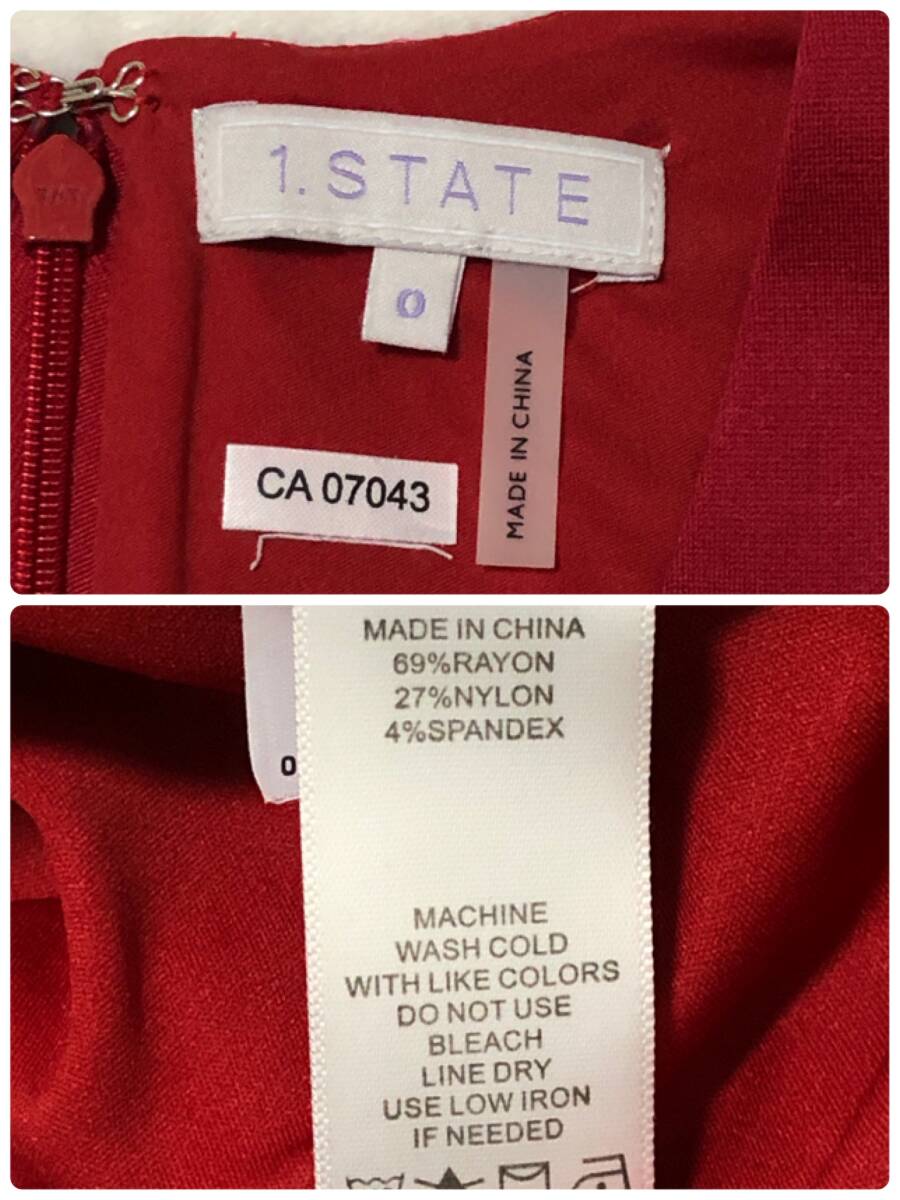 1. STATE
0
MADE IN CHINA
CA 07043
MADE IN CHINA
69%RAYON
27%NYLON
4%SPANDEX
0
MACHINE
WASH COLD
WITH LIKE COLORS
DO NOT USE
BLEACH
LINE DRY
USE LOW IRON
IF NEEDED